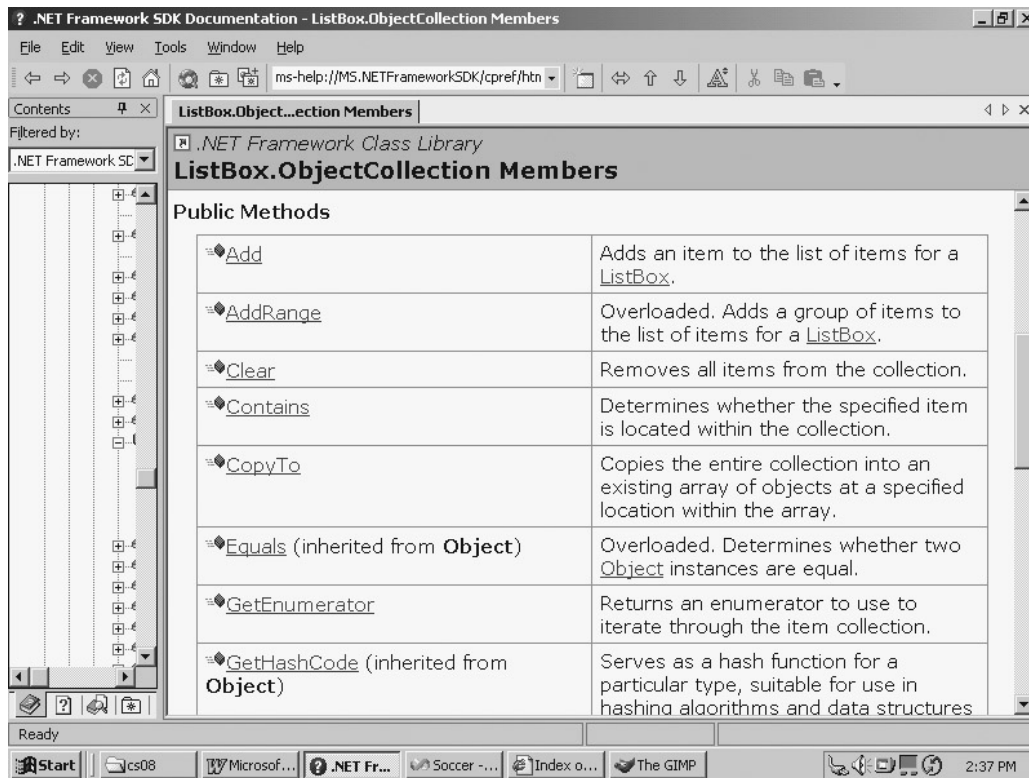 ? .NET Framework SDK Documentation - ListBox.ObjectCollection Members
File Edit View Tools Window Help
ms-help://MS.NETFrameworkSDK/cpref/htn
Contents
ListBox.Object...ection Members
Filtered by:
.NET Framework SD
.NET Framework Class Library
ListBox.ObjectCollection Members
Public Methods
Add
Adds an item to the list of items for a
ListBox.
AddRange
Overloaded. Adds a group of items to
the list of items for a ListBox.
Clear
Removes all items from the collection.
Contains
Determines whether the specified item
is located within the collection.
CopyTo
Copies the entire collection into an
existing array of objects at a specified
location within the array.
Equals (inherited from Object)
Overloaded. Determines whether two
Object instances are equal.
GetEnumerator
Returns an enumerator to use to
iterate through the item collection.
GetHashCode (inherited from
Object)
Serves as a hash function for a
particular type, suitable for use in
hashing algorithms and data structures
Ready
Start cs08 Microsof... .NET Fr... Soccer -... Index o... The GIMP 2:37 PM